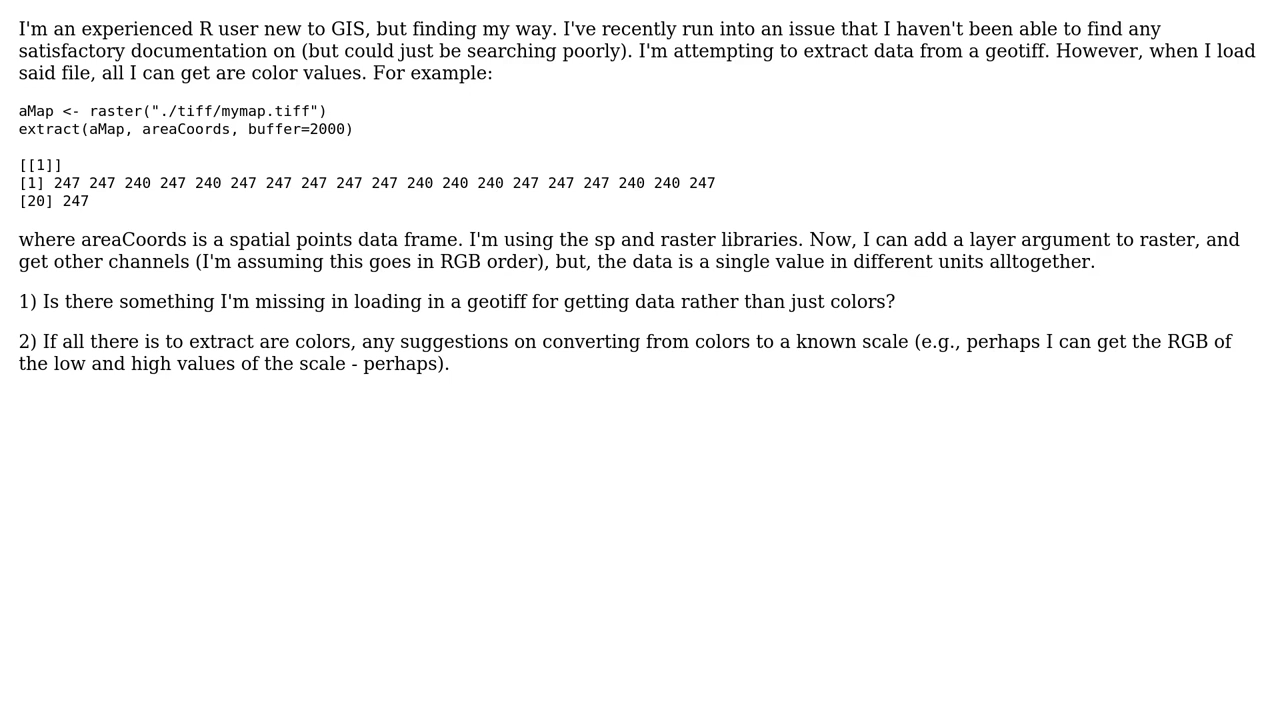 I'm an experienced R user new to GIS, but finding my way. I've recently run into an issue that I haven't been able to find any
satisfactory documentation on (but could just be searching poorly). I'm attempting to extract data from a geotiff. However, when I load
said file, all I can get are color values. For example:
aMap <- raster("./tiff/mymap.tiff")
extract(aMap, areaCoords, buffer=2000)
[[1]]
[1] 247 247 240 247 240 247 247 247 247 247 240 240 240 247 247 247 240 240 247
[20] 247
where areaCoords is a spatial points data frame. I'm using the sp and raster libraries. Now, I can add a layer argument to raster, and
get other channels (I'm assuming this goes in RGB order), but, the data is a single value in different units alltogether.
1) Is there something I'm missing in loading in a geotiff for getting data rather than just colors?
2) If all there is to extract are colors, any suggestions on converting from colors to a known scale (e.g., perhaps I can get the RGB of
the low and high values of the scale - perhaps).